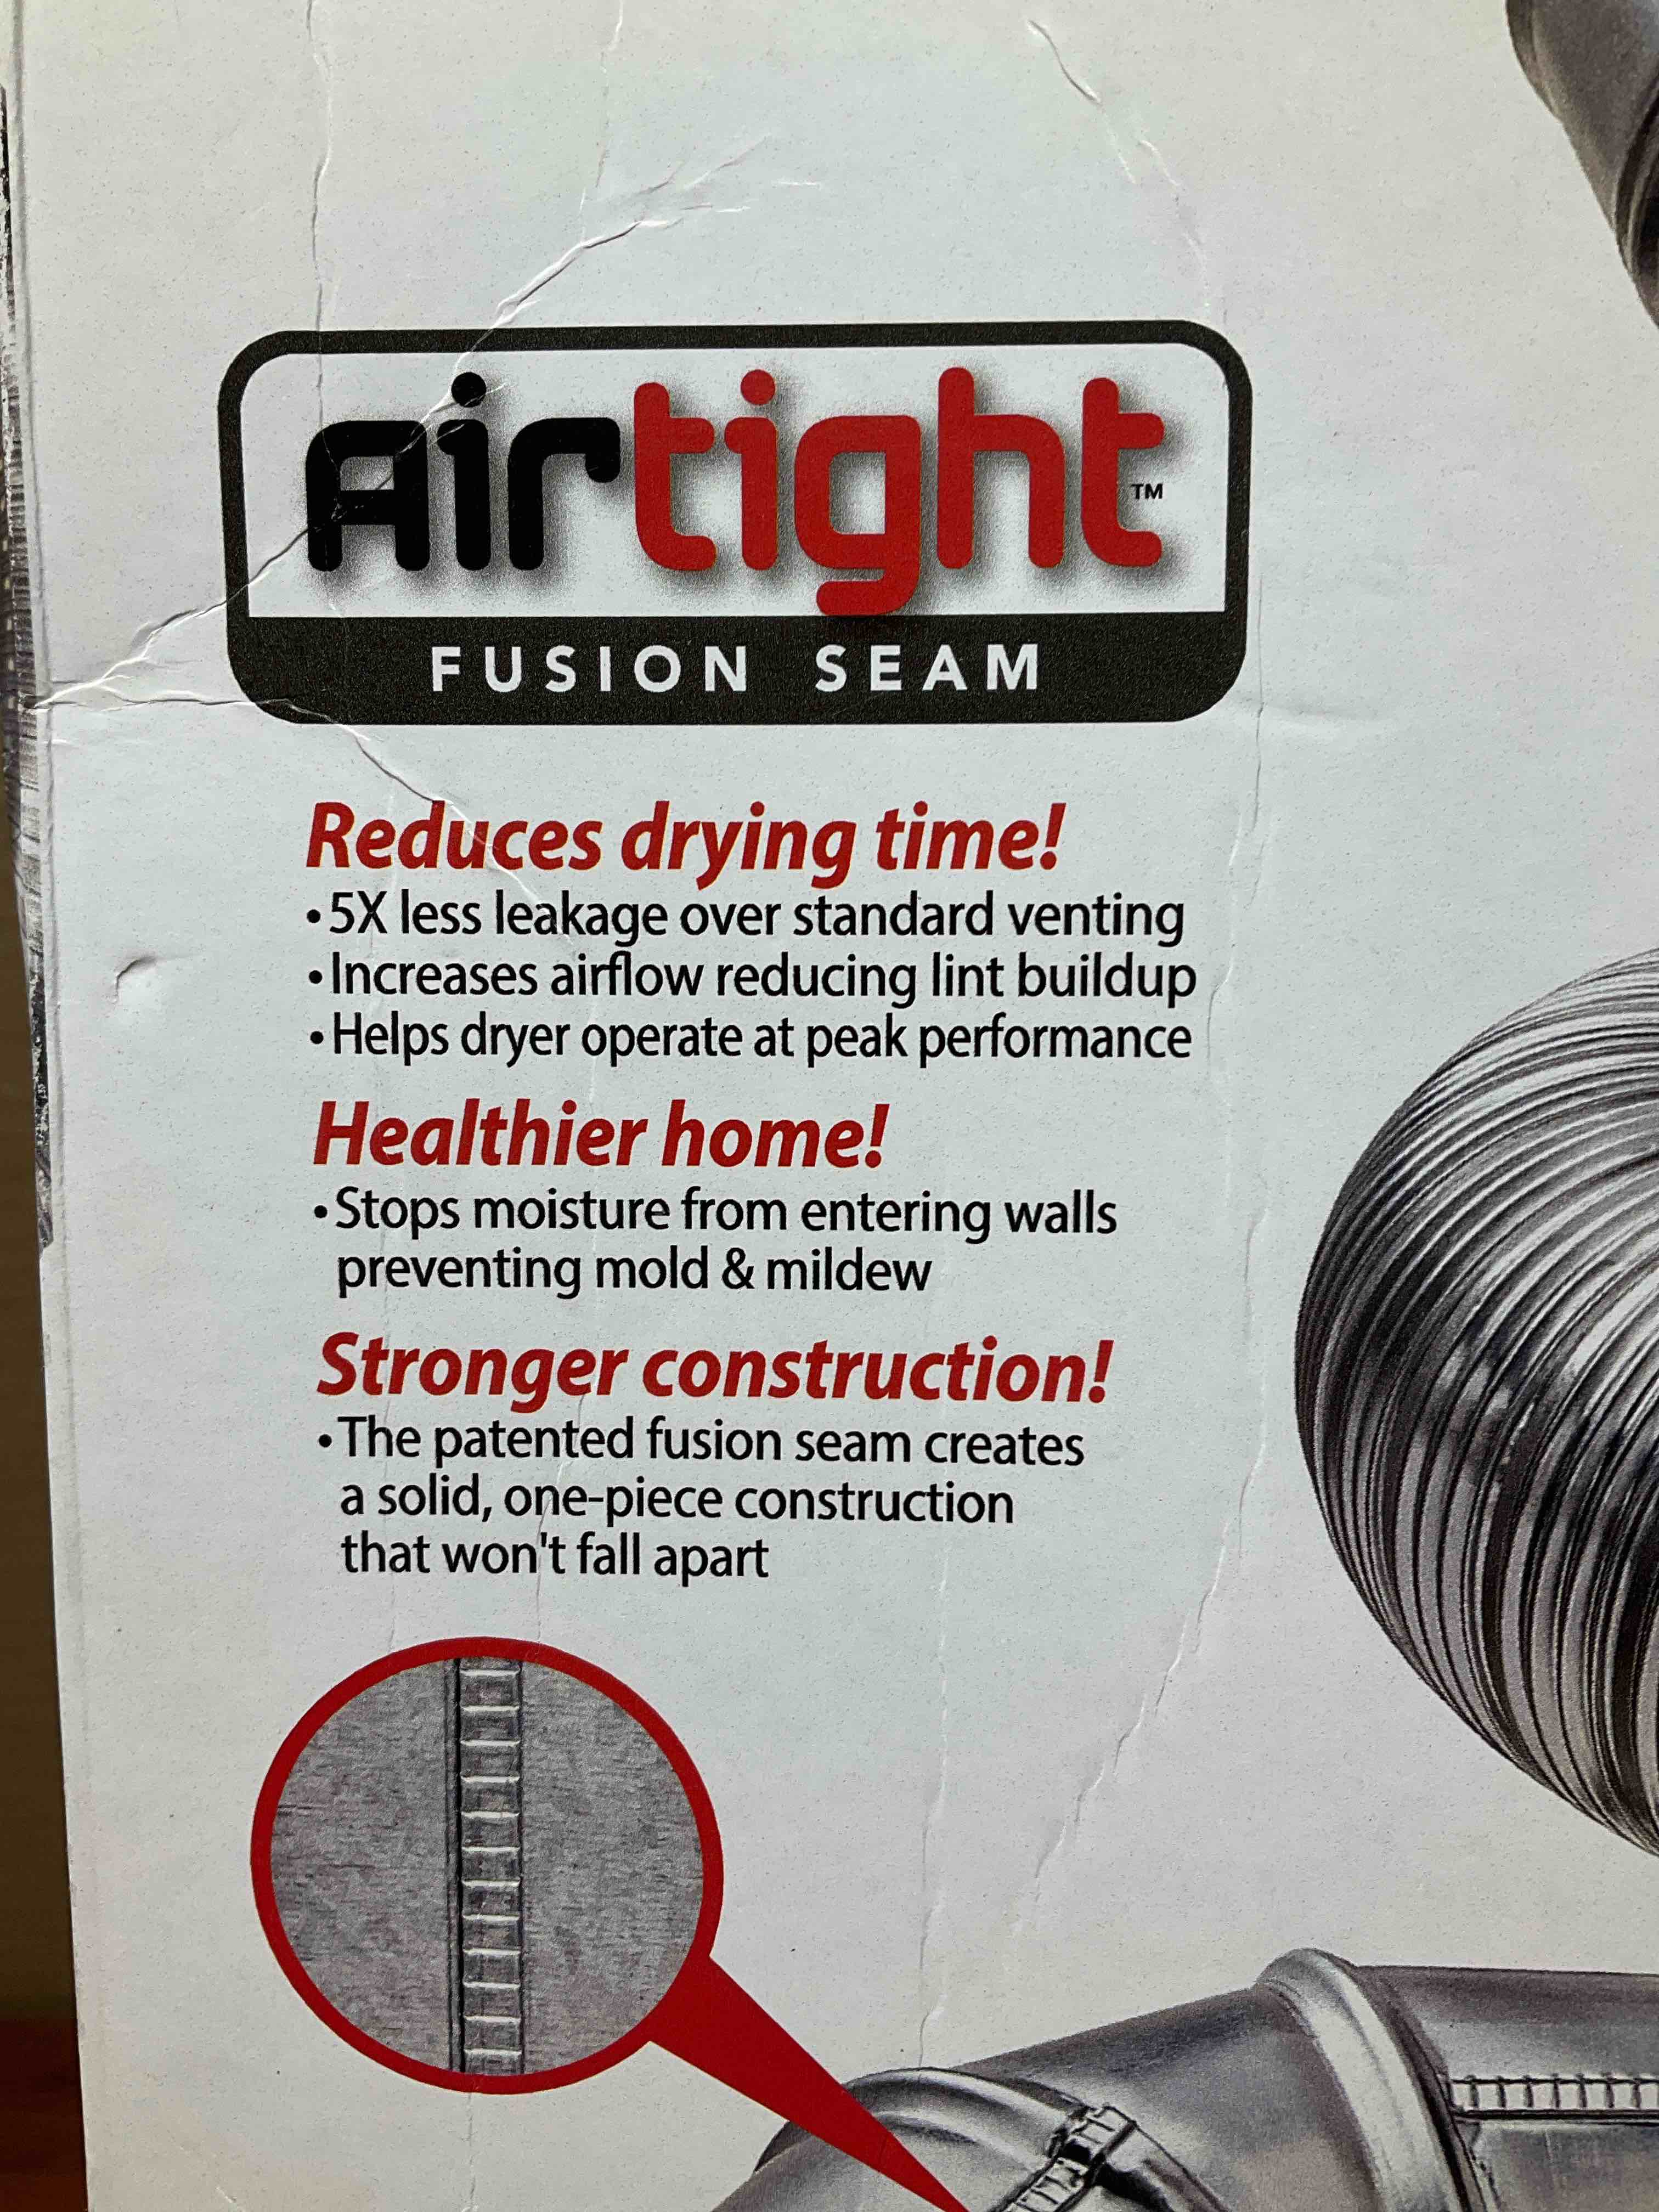 Airtight™
FUSION SEAM
Reduces drying time!
•5X less leakage over standard venting
•Increases airflow reducing lint buildup
•Helps dryer operate at peak performance
Healthier home!
•Stops moisture from entering walls
preventing mold & mildew
Stronger construction!
•The patented fusion seam creates
a solid, one-piece construction
that won't fall apart